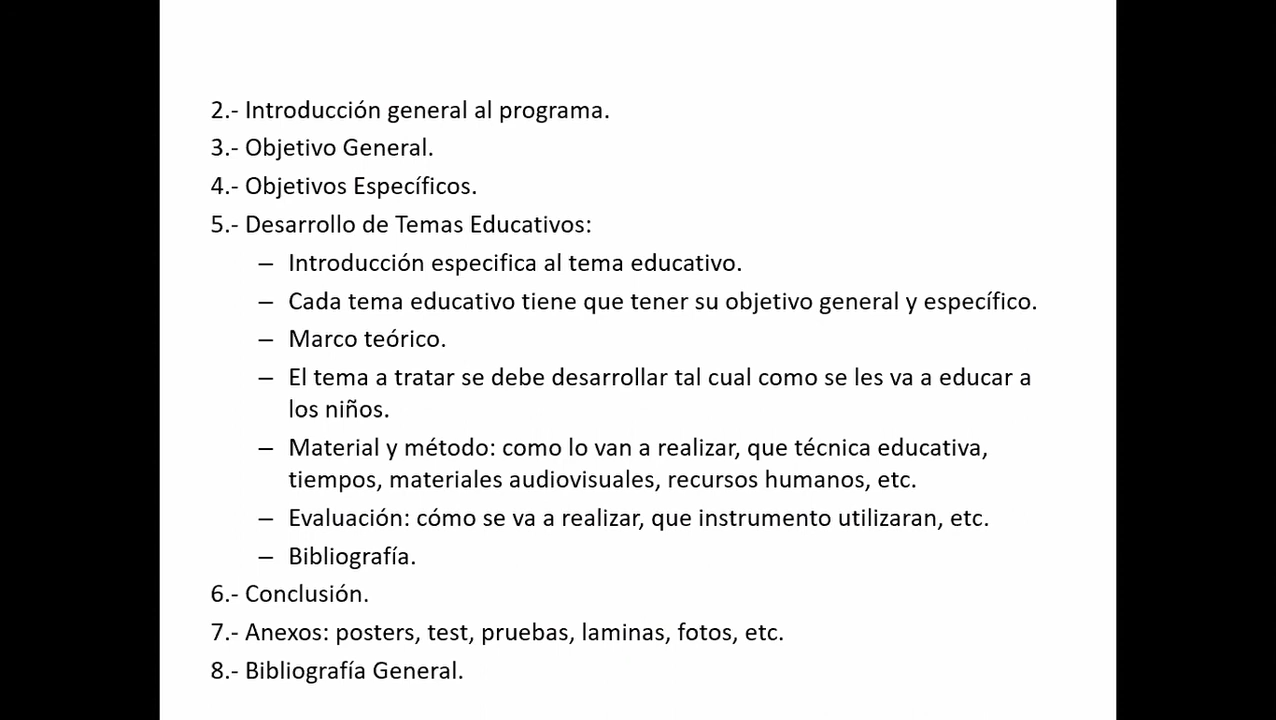 2.- Introducción general al programa.
3.- Objetivo General.
4.- Objetivos Específicos.
5.- Desarrollo de Temas Educativos:
– Introducción especifica al tema educativo.
– Cada tema educativo tiene que tener su objetivo general y específico.
– Marco teórico.
– El tema a tratar se debe desarrollar tal cual como se les va a educar a
los niños.
– Material y método: como lo van a realizar, que técnica educativa,
tiempos, materiales audiovisuales, recursos humanos, etc.
– Evaluación: cómo se va a realizar, que instrumento utilizaran, etc.
– Bibliografía.
6.- Conclusión.
7.- Anexos: posters, test, pruebas, laminas, fotos, etc.
8.- Bibliografía General.